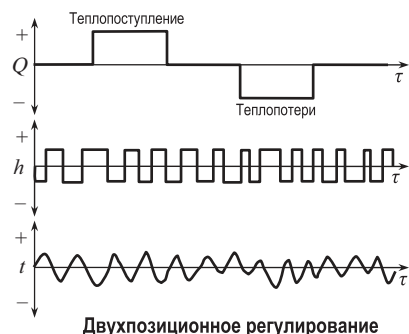 Теплопоступление
+
Q
τ
−
Теплопотери
+
h
τ
−
+
t
τ
−
Двухпозиционное регулирование